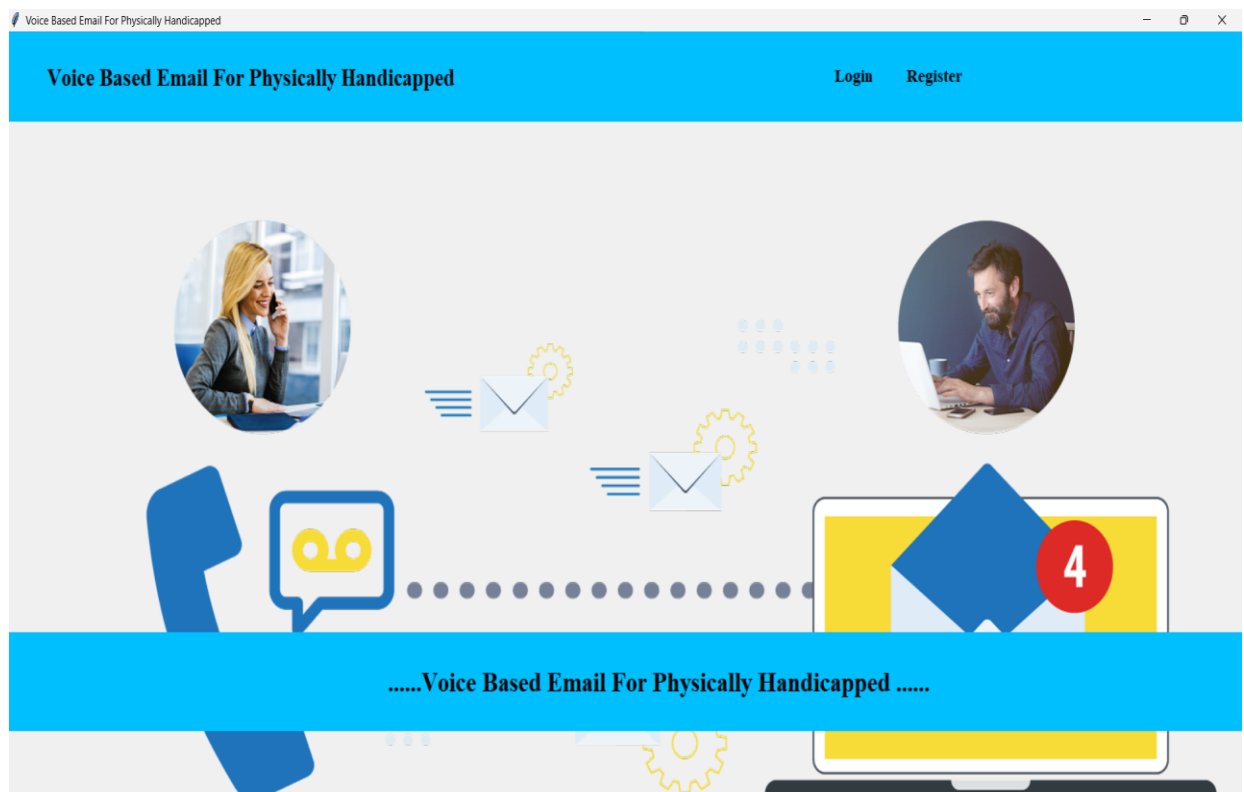 Voice Based Email For Physically Handicapped
Voice Based Email For Physically Handicapped
Login Register
4
......Voice Based Email For Physically Handicapped ......